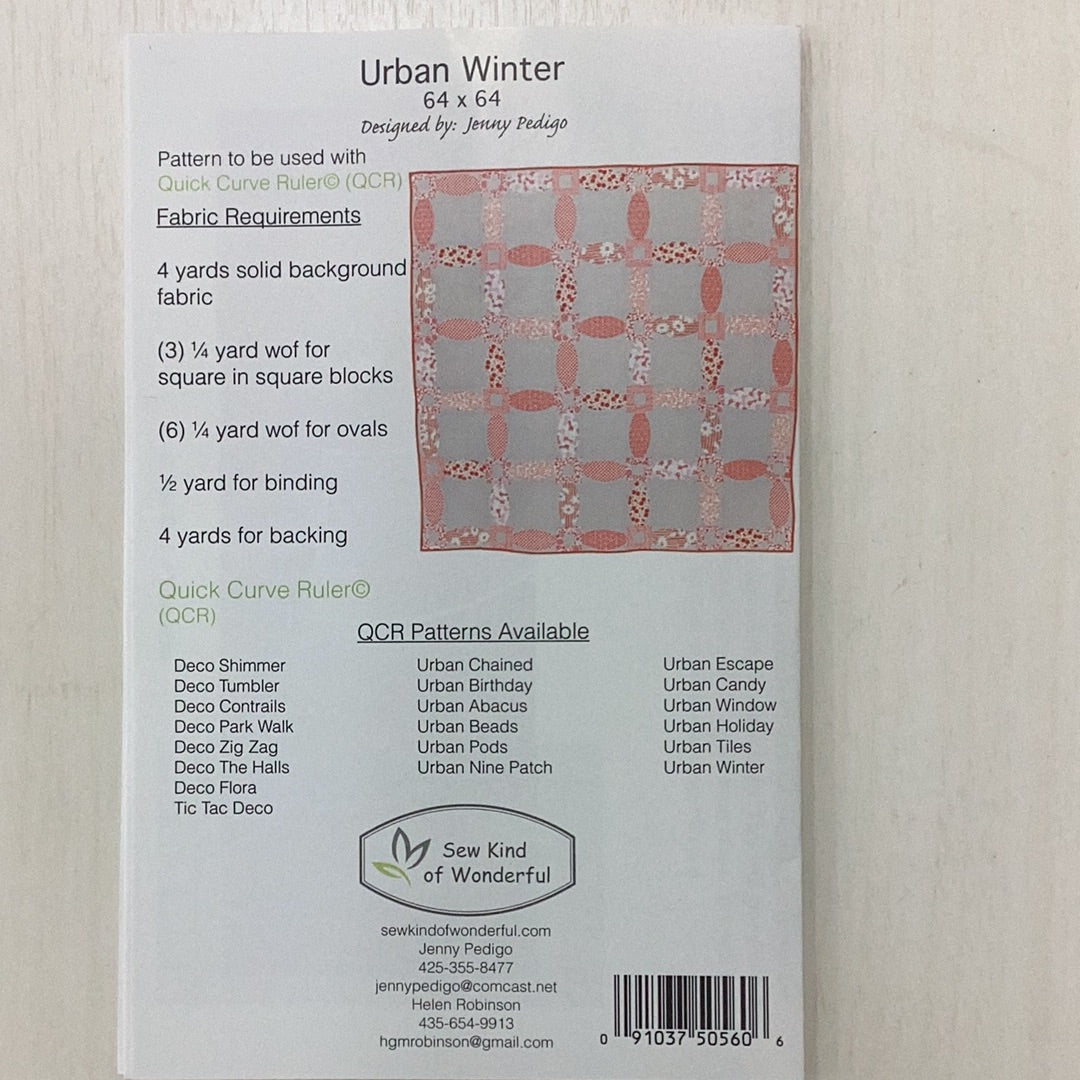 Urban Winter
64 x 64
Designed by: Jenny Pedigo
Pattern to be used with
Quick Curve Ruler© (QCR)
Fabric Requirements
4 yards solid background
fabric
(3) ¼ yard wof for
square in square blocks
(6) ¼ yard wof for ovals
½ yard for binding
4 yards for backing
Quick Curve Ruler©
(QCR)
QCR Patterns Available
Deco Shimmer
Deco Tumbler
Deco Contrails
Deco Park Walk
Deco Zig Zag
Deco The Halls
Deco Flora
Tic Tac Deco
Urban Chained
Urban Birthday
Urban Abacus
Urban Beads
Urban Pods
Urban Nine Patch
Urban Escape
Urban Candy
Urban Window
Urban Holiday
Urban Tiles
Urban Winter
Sew Kind
of Wonderful
sewkindofwonderful.com
Jenny Pedigo
425-355-8477
jennypedigo@comcast.net
Helen Robinson
435-654-9913
hgmrobinson@gmail.com
0 91037 50560 6